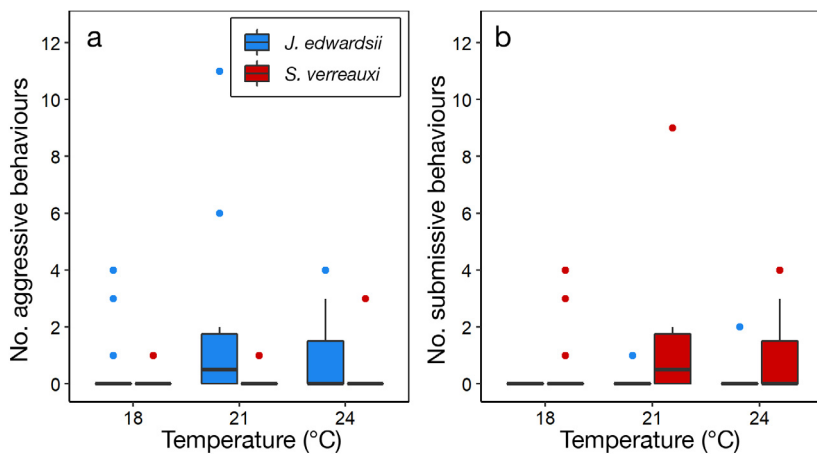 a
J. edwardsii
S. verreauxi
No. aggressive behaviours
12
10
8
6
4
2
0
18
21
24
Temperature (°C)
b
No. submissive behaviours
12
10
8
6
4
2
0
18
21
24
Temperature (°C)